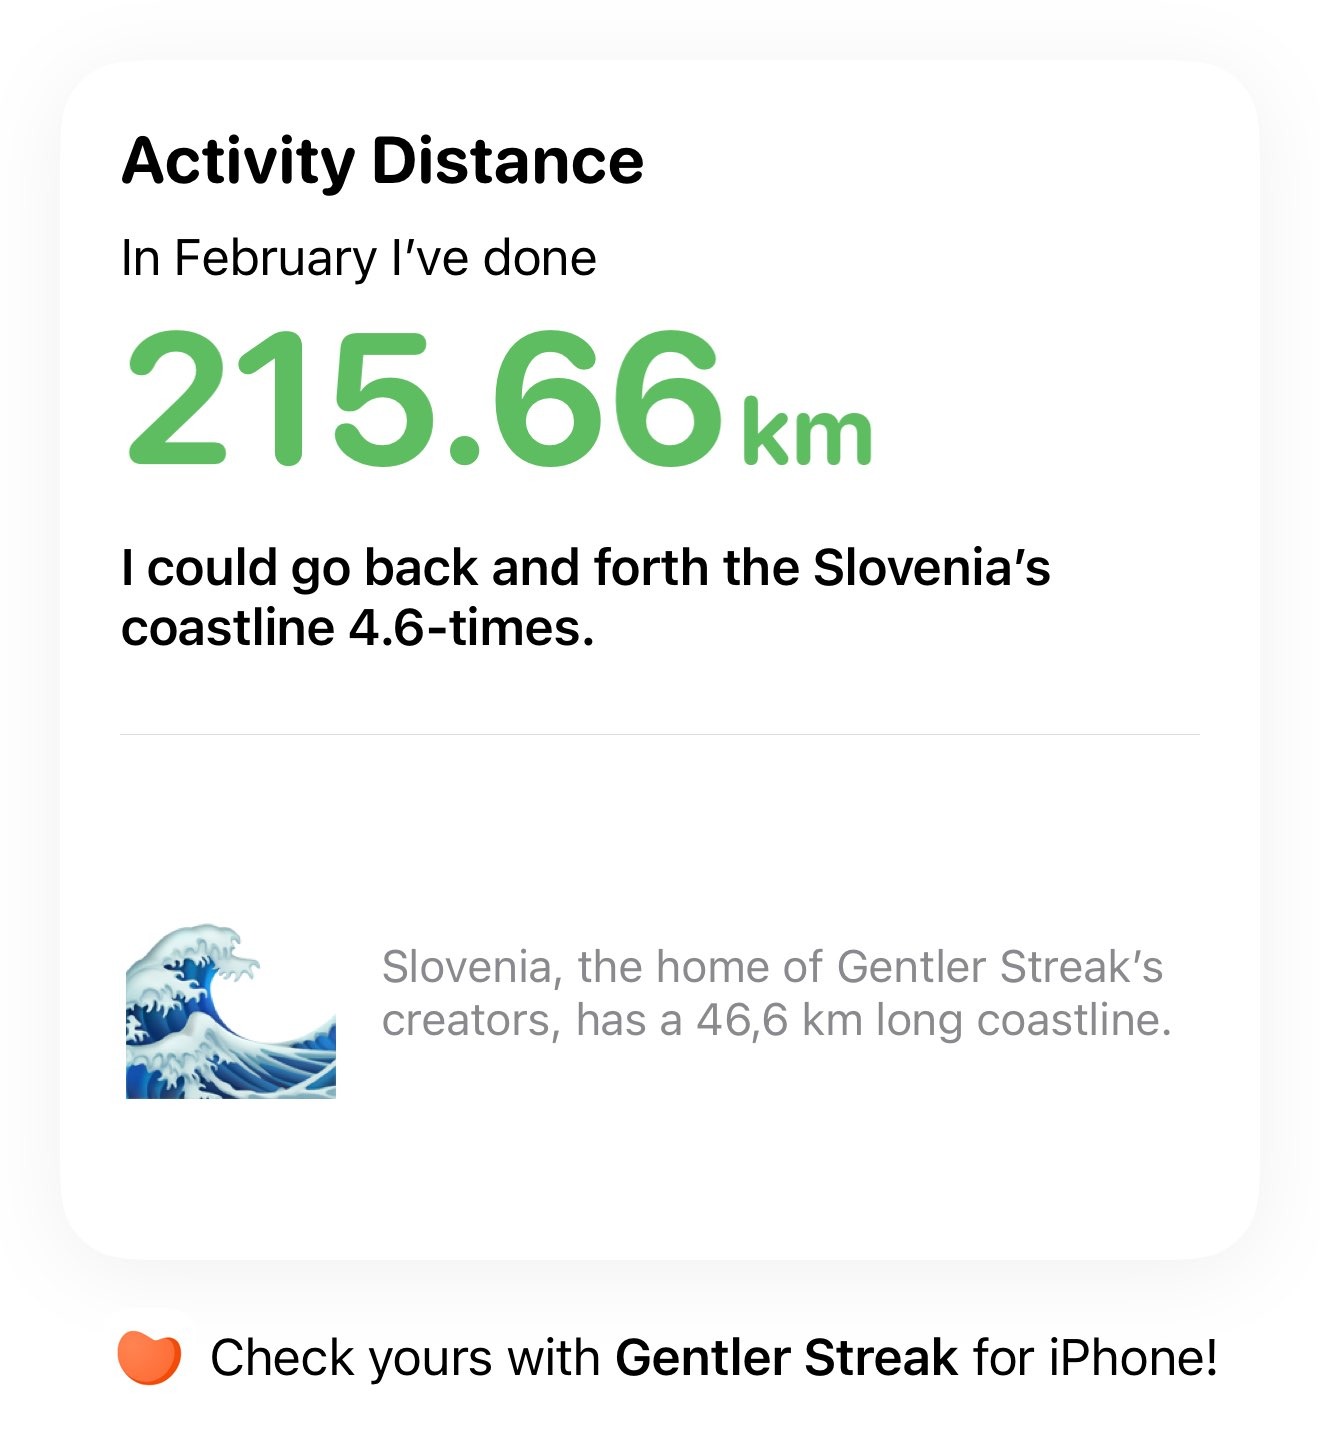 Activity Distance
In February I’ve done
215.66 km
I could go back and forth the Slovenia’s
coastline 4.6-times.
Slovenia, the home of Gentler Streak’s
creators, has a 46,6 km long coastline.
Check yours with Gentler Streak for iPhone!